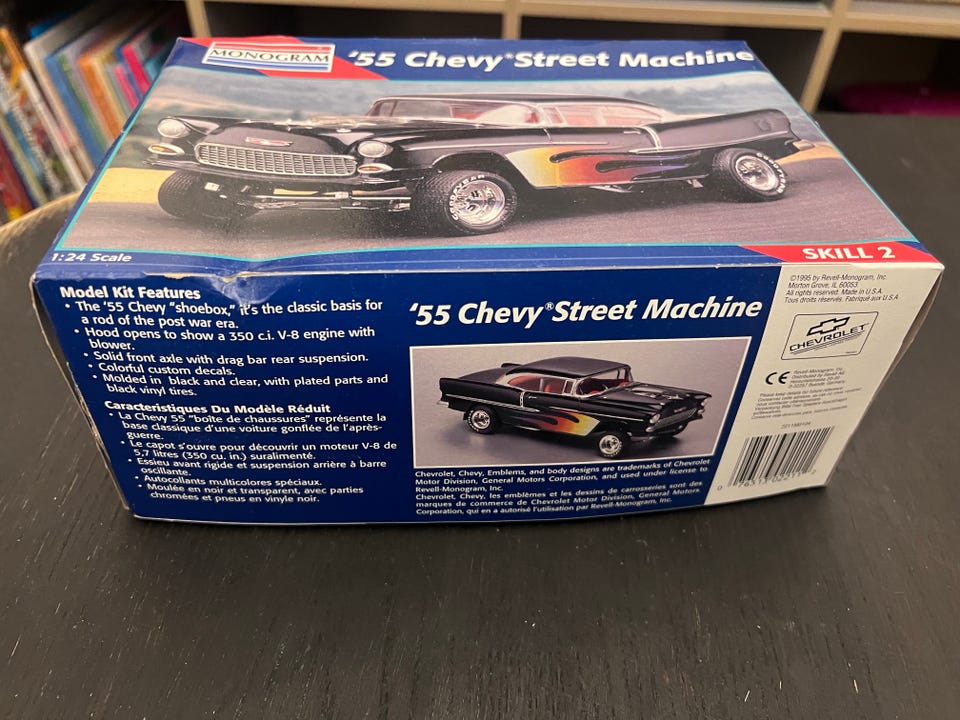 MONOGRAM
'55 Chevy® Street Machine
GOODYEAR
1:24 Scale
SKILL 2
Model Kit Features
• The '55 Chevy "shoebox," it's the classic basis for
a rod of the post war era.
• Hood opens to show a 350 c.i. V-8 engine with
blower.
• Solid front axle with drag bar rear suspension.
• Colorful custom decals.
• Molded in black and clear, with plated parts and
black vinyl tires.
Caracteristiques Du Modèle Réduit
• La Chevy 55 "boîte de chaussures" représente la
base classique d'une voiture gonflée de l'après-
guerre.
• Le capot s'ouvre pour découvrir un moteur V-8 de
5,7 litres (350 cu. in.) suralimenté.
• Essieu avant rigide et suspension arrière à barre
oscillante.
• Autocollants multicolores spéciaux.
• Moulée en noir et transparent, avec parties
chromées et pneus en vinyle noir.
'55 Chevy® Street Machine
Chevrolet, Chevy, Emblems, and body designs are trademarks of Chevrolet
Motor Division, General Motors Corporation, and used under license to
Revell-Monogram, Inc.
Chevrolet, Chevy, les emblèmes et les dessins de carrosseries sont des
marques de commerce de Chevrolet Motor Division, General Motors
Corporation, qui en a autorisé l'utilisation par Revell-Monogram, Inc.
©1995 by Revell-Monogram, Inc.
Morton Grove, IL 60053
All rights reserved. Made in U.S.A.
Tous droits réservés. Fabriqué aux U.S.A
CHEVROLET
CE